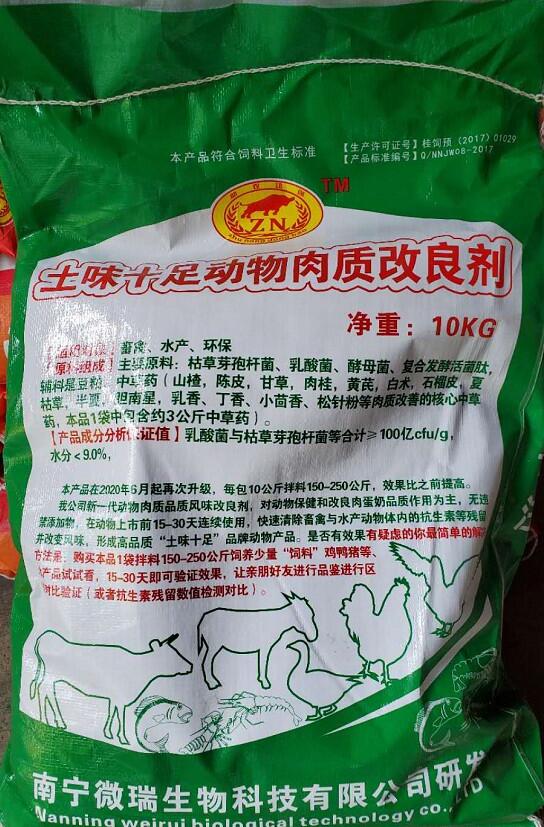 本产品符合饲料卫生标准
【生产许可证号】桂饲预（2017）01029
【产品标准编号】Q/NNJW08-2017
TM
ZN
土味十足动物肉质改良剂
净重：10KG
畜禽、水产、环保
主要原料：枯草芽孢杆菌、乳酸菌、酵母菌、复合发酵活菌肽，
辅料是豆粉、中草药（山楂，陈皮，甘草，肉桂，黄芪，白术，石榴皮，夏
枯草，半夏，胆南星，乳香、丁香、小茴香、松针粉等肉质改善的核心中草
药，本品1袋中包含约3公斤中草药）。
【产品成分分析保证值】乳酸菌与枯草芽孢杆菌等合计≥100亿cfu/g，
水分＜9.0%，
本产品在2020年6月起再次升级，每包10公斤拌料150-250公斤，效果比之前提高。
我公司新一代动物肉质品质风味改良剂，对动物保健和改良肉蛋奶品质作用为主，无违
禁添加物，在动物上市前15-30天连续使用，快速清除畜禽与水产动物体内的抗生素等残留
并改变风味，形成高品质“土味十足”品牌动物产品。是否有效果有疑虑的你最简单的解
方法是：购买本品1袋拌料150-250公斤饲养少量“饲料”鸡鸭猪等、
产品试试看，15-30天即可验证效果，让亲朋好友进行品鉴进行区
对比验证（或者抗生素残留数值检测对比）。
南宁微瑞生物科技有限公司研发
Nanning weirui biological technology co., LTD